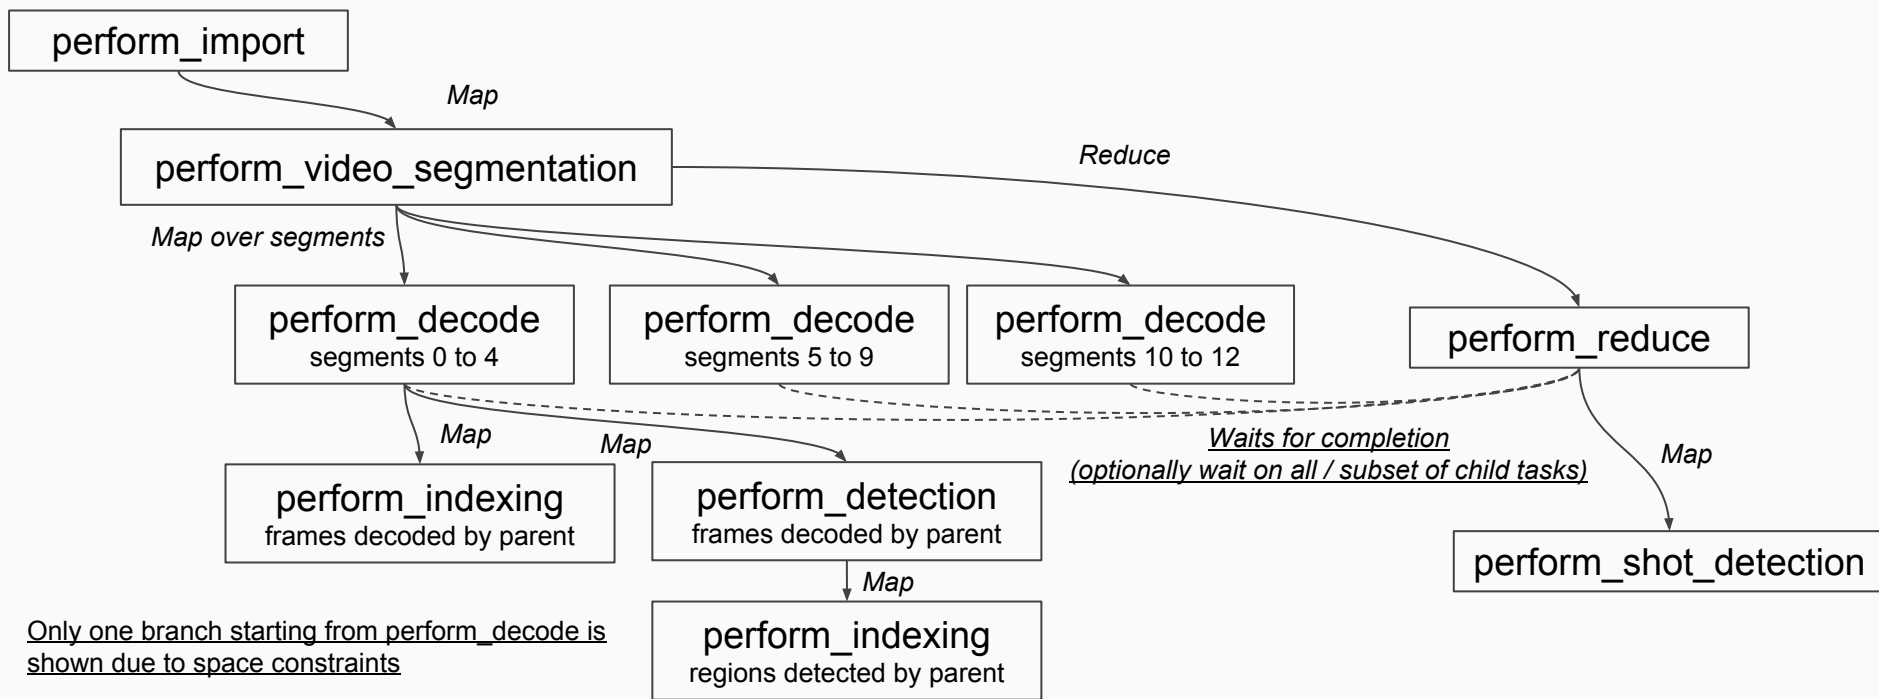 perform_import
Map
perform_video_segmentation
Reduce
Map over segments
perform_decode
segments 0 to 4
perform_decode
segments 5 to 9
perform_decode
segments 10 to 12
perform_reduce
Map
Map
Waits for completion
(optionally wait on all / subset of child tasks)
Map
perform_indexing
frames decoded by parent
perform_detection
frames decoded by parent
perform_shot_detection
Map
perform_indexing
regions detected by parent
Only one branch starting from perform_decode is
shown due to space constraints